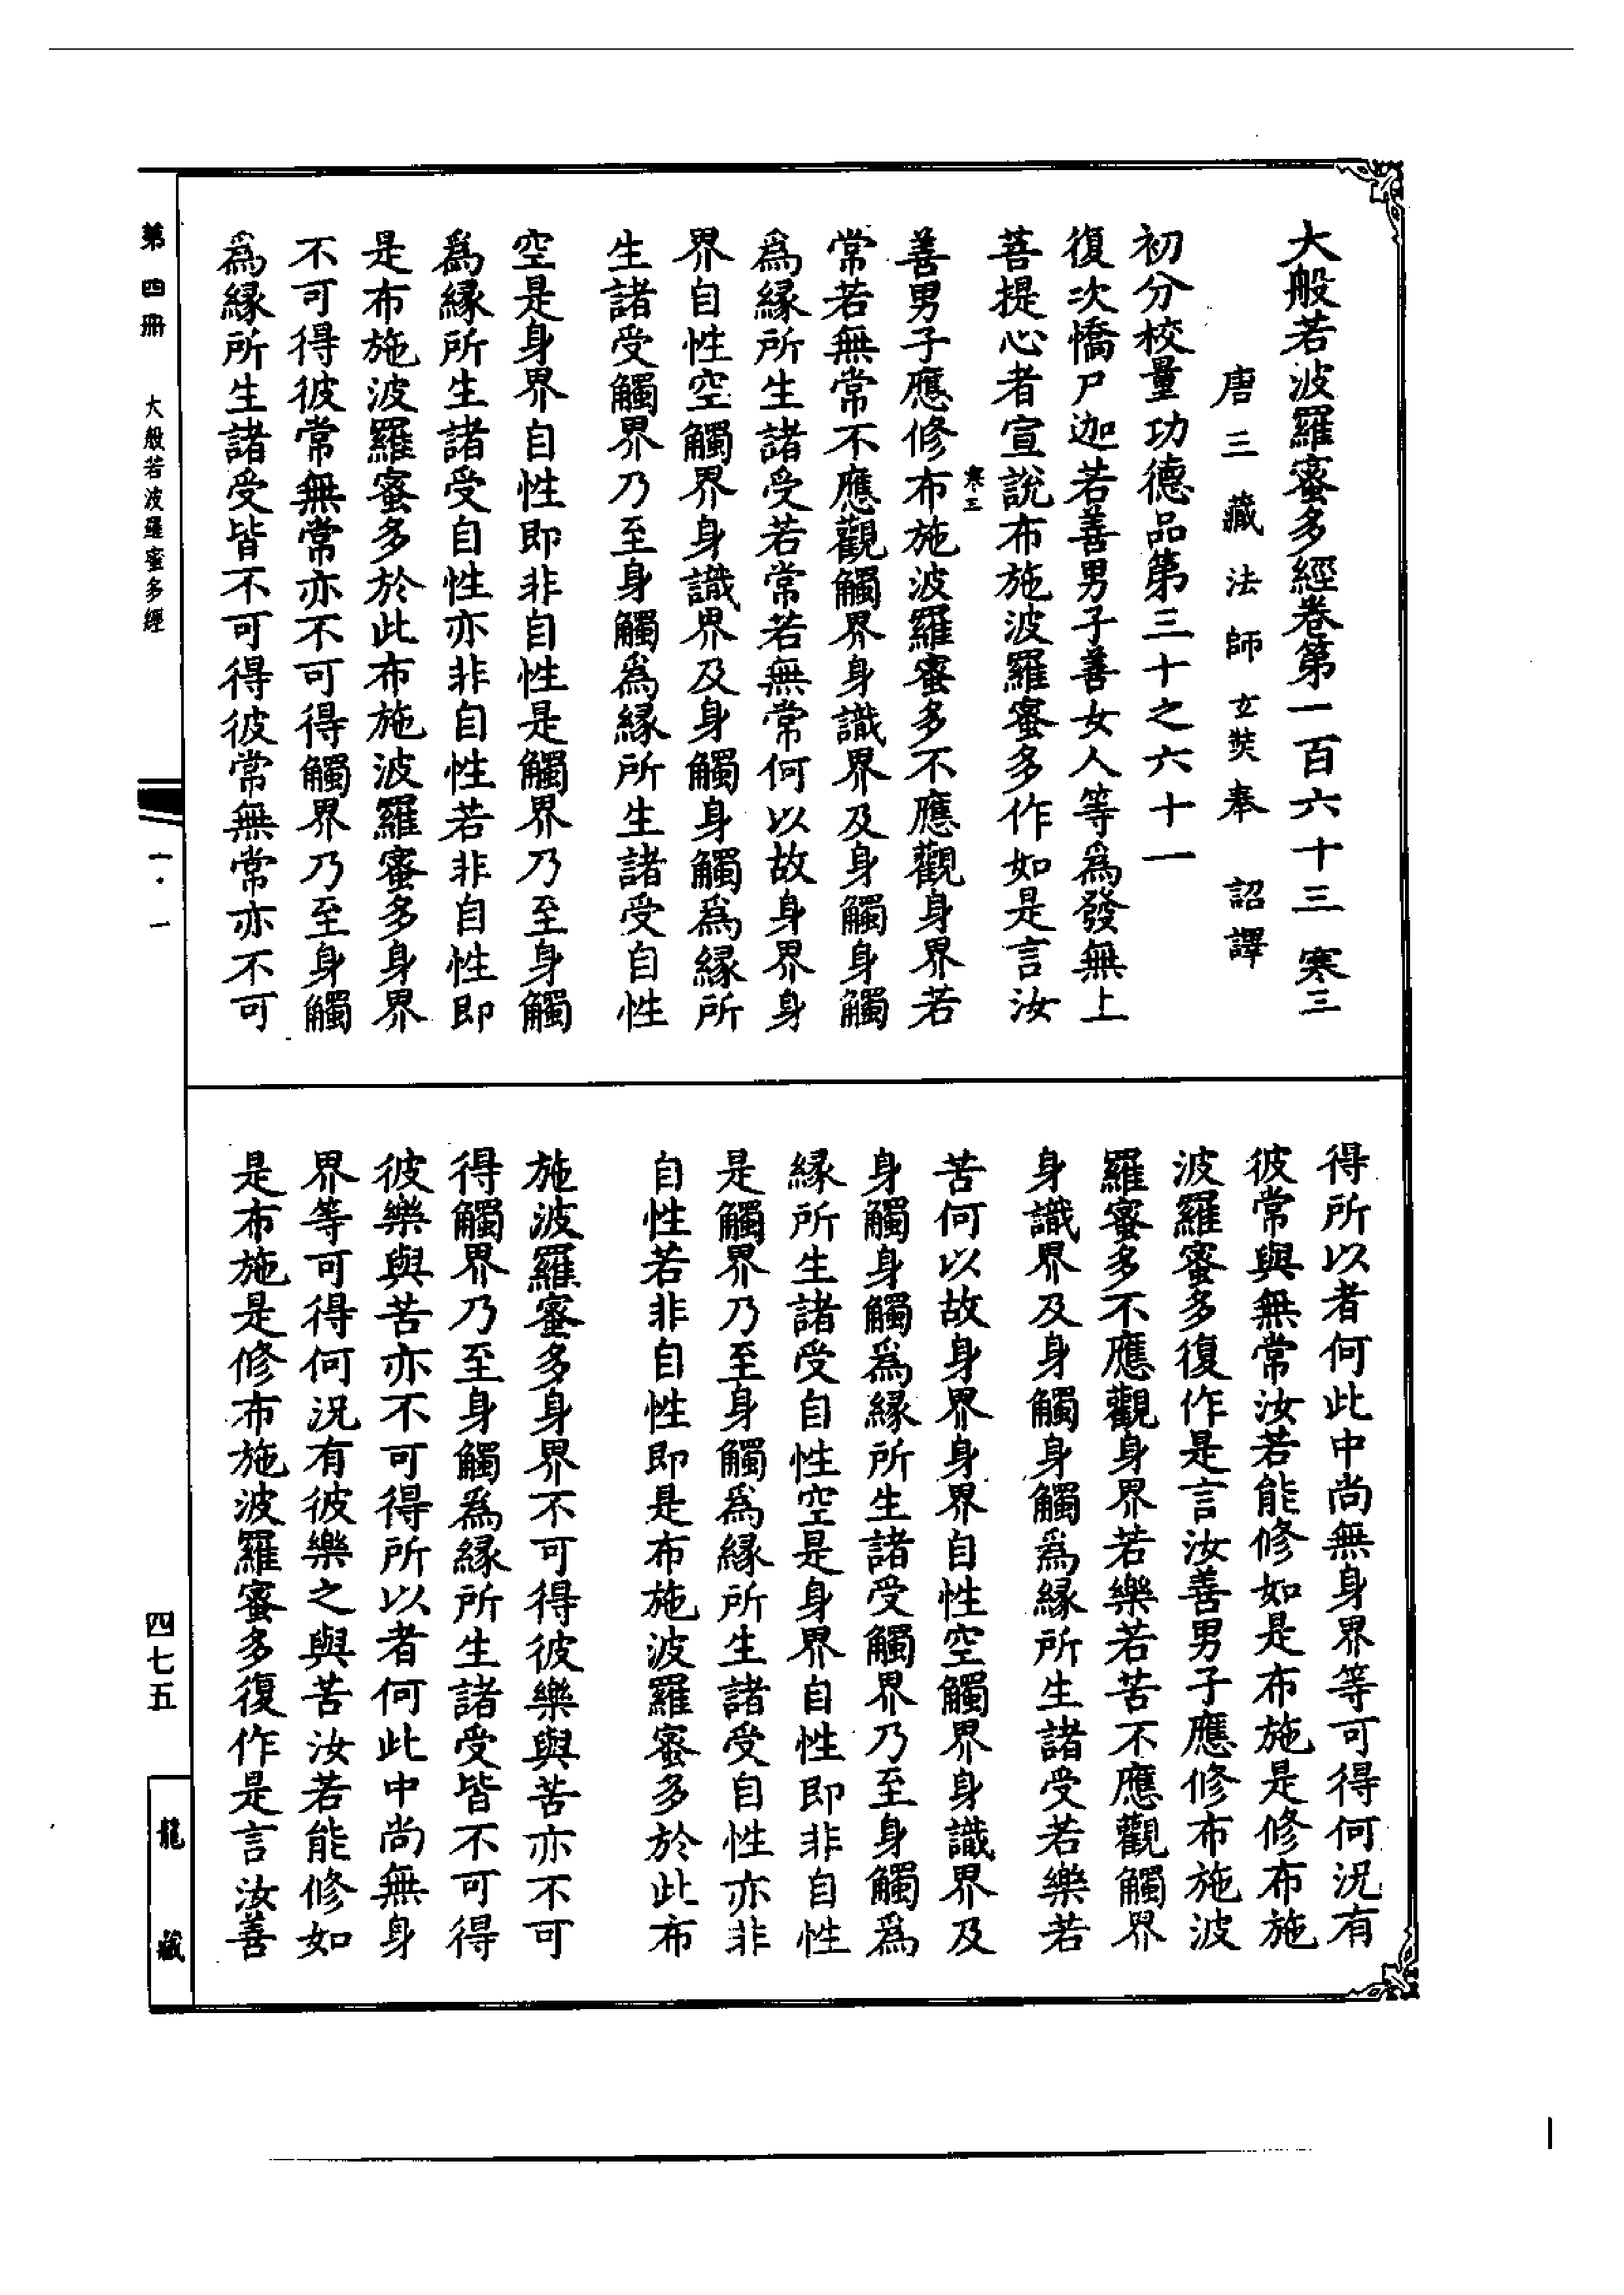 大般若波羅蜜多經卷第一百六十三 寒三
唐三藏法師玄奘奉 詔譯
初分校量功德品第三十之六十一
復次憍尸迦若善男子善女人等爲發無上
菩提心者宣說布施波羅蜜多作如是言汝
寒三
善男子應修布施波羅蜜多不應觀身界若
常若無常不應觀觸界身識界及身觸身觸
爲緣所生諸受若常若無常何以故身界身
界自性空觸界身識界及身觸身觸爲緣所
生諸受觸界乃至身觸爲緣所生諸受自性
空是身界自性即非自性是觸界乃至身觸
爲緣所生諸受自性亦非自性若非自性即
是布施波羅蜜多於此布施波羅蜜多身界
不可得彼常無常亦不可得觸界乃至身觸
爲緣所生諸受皆不可得彼常無常亦不可
得所以者何此中尚無身界等可得何況有
彼常與無常汝若能修如是布施是修布施
波羅蜜多復作是言汝善男子應修布施波
羅蜜多不應觀身界若樂若苦不應觀觸界
身識界及身觸身觸爲緣所生諸受若樂若
苦何以故身界身界自性空觸界身識界及
身觸身觸爲緣所生諸受觸界乃至身觸爲
緣所生諸受自性空是身界自性即非自性
是觸界乃至身觸爲緣所生諸受自性亦非
自性若非自性即是布施波羅蜜多於此布
施波羅蜜多身界不可得彼樂與苦亦不可
得觸界乃至身觸爲緣所生諸受皆不可得
彼樂與苦亦不可得所以者何此中尚無身
界等可得何況有彼樂之與苦汝若能修如
是布施是修布施波羅蜜多復作是言汝善
第四冊 大般若波羅蜜多經
一·一
四七五
龍藏